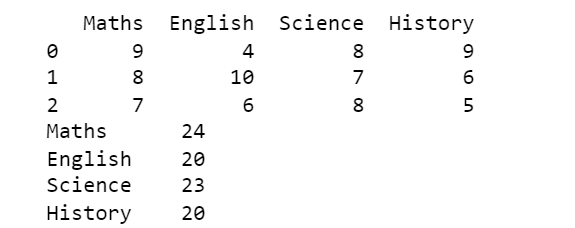 Maths English Science History
0 9 4 8 9
1 8 10 7 6
2 7 6 8 5
Maths 24
English 20
Science 23
History 20